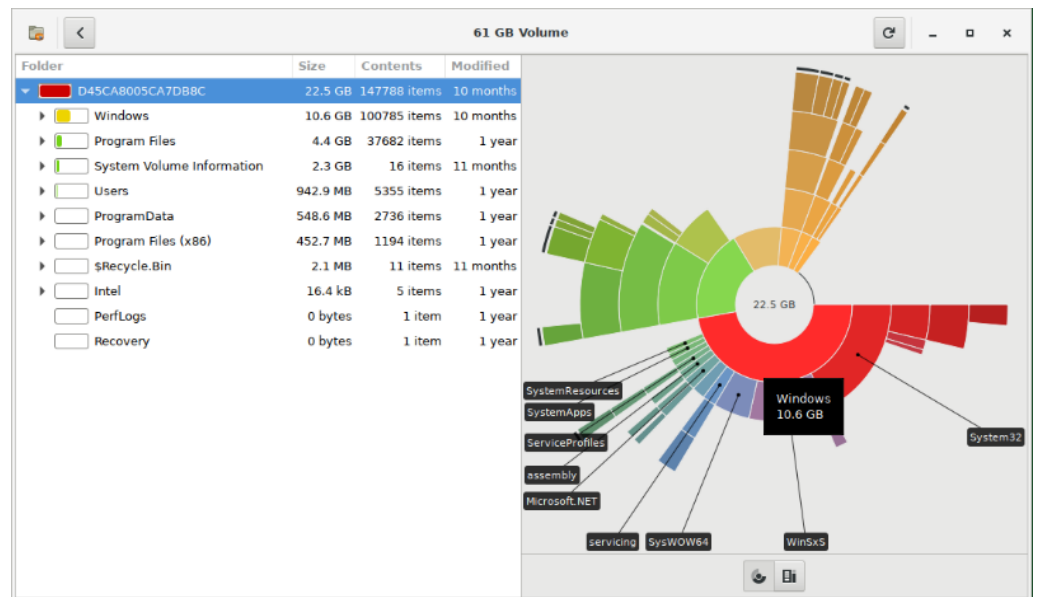 61 GB Volume
Folder Size Contents Modified
D45CA8005CA7DB8C 22.5 GB 147788 items 10 months
Windows 10.6 GB 100785 items 10 months
Program Files 4.4 GB 37682 items 1 year
System Volume Information 2.3 GB 16 items 11 months
Users 942.9 MB 5355 items 1 year
ProgramData 548.6 MB 2736 items 1 year
Program Files (x86) 452.7 MB 1194 items 1 year
$Recycle.Bin 2.1 MB 11 items 11 months
Intel 16.4 kB 5 items 1 year
PerfLogs 0 bytes 1 item 1 year
Recovery 0 bytes 1 item 1 year
22.5 GB
Windows
10.6 GB
SystemResources
SystemApps
ServiceProfiles
assembly
Microsoft.NET
servicing
SysWOW64
WinSxS
System32